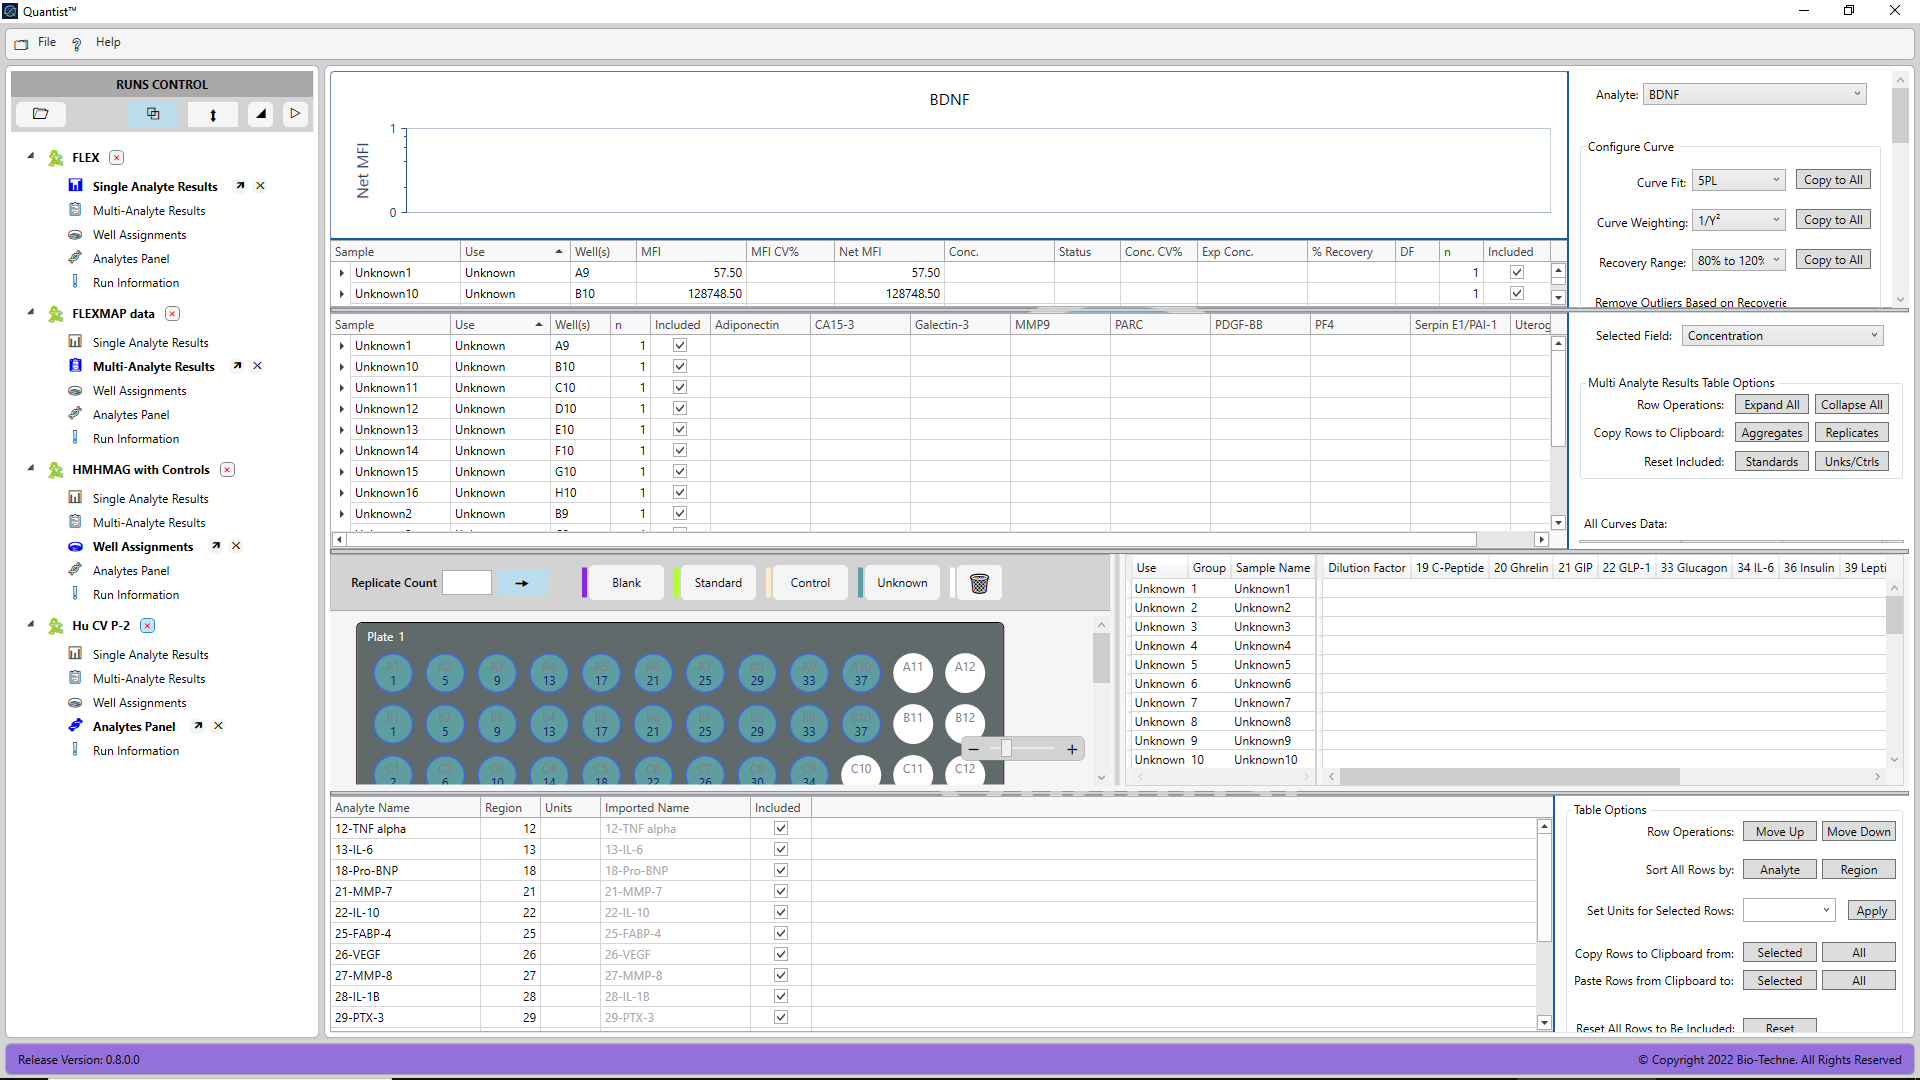 Quantist™
File Help
RUNS CONTROL
FLEX
Single Analyte Results
Multi-Analyte Results
Well Assignments
Analytes Panel
Run Information
FLEXMAP data
Single Analyte Results
Multi-Analyte Results
Well Assignments
Analytes Panel
Run Information
HMHMAG with Controls
Single Analyte Results
Multi-Analyte Results
Well Assignments
Analytes Panel
Run Information
Hu CV P-2
Single Analyte Results
Multi-Analyte Results
Well Assignments
Analytes Panel
Run Information
BDNF
Net MFI
1
0
Sample Use Well(s) MFI MFI CV% Net MFI Conc. Status Conc. CV% Exp Conc. % Recovery DF n Included
Unknown1 Unknown A9 57.50 57.50 1
Unknown10 Unknown B10 128748.50 128748.50 1
Analyte: BDNF
Configure Curve
Curve Fit: 5PL Copy to All
Curve Weighting: 1/Y² Copy to All
Recovery Range: 80% to 120% Copy to All
Remove Outliers Based on Recoverie
Sample Use Well(s) n Included Adiponectin CA15-3 Galectin-3 MMP9 PARC PDGF-BB PF4 Serpin E1/PAI-1 Uterog
Unknown1 Unknown A9 1
Unknown10 Unknown B10 1
Unknown11 Unknown C10 1
Unknown12 Unknown D10 1
Unknown13 Unknown E10 1
Unknown14 Unknown F10 1
Unknown15 Unknown G10 1
Unknown16 Unknown H10 1
Unknown2 Unknown B9 1
Selected Field: Concentration
Multi Analyte Results Table Options
Row Operations: Expand All Collapse All
Copy Rows to Clipboard: Aggregates Replicates
Reset Included: Standards Unks/Ctrls
All Curves Data:
Replicate Count Blank Standard Control Unknown
Plate 1
A1 A2 A3 A4 A5 A6 A7 A8 A9 A10 A11 A12
1 5 9 13 17 21 25 29 33 37
B1 B2 B3 B4 B5 B6 B7 B8 B9 B10 B11 B12
1 5 9 13 17 21 25 29 33 37
C1 C2 C3 C4 C5 C6 C7 C8 C9 C10 C11 C12
2 6 10 14 18 22 26 30 34
Use Group Sample Name Dilution Factor 19 C-Peptide 20 Ghrelin 21 GIP 22 GLP-1 33 Glucagon 34 IL-6 36 Insulin 39 Lepti
Unknown 1 Unknown1
Unknown 2 Unknown2
Unknown 3 Unknown3
Unknown 4 Unknown4
Unknown 5 Unknown5
Unknown 6 Unknown6
Unknown 7 Unknown7
Unknown 8 Unknown8
Unknown 9 Unknown9
Unknown 10 Unknown10
Analyte Name Region Units Imported Name Included
12-TNF alpha 12 12-TNF alpha
13-IL-6 13 13-IL-6
18-Pro-BNP 18 18-Pro-BNP
21-MMP-7 21 21-MMP-7
22-IL-10 22 22-IL-10
25-FABP-4 25 25-FABP-4
26-VEGF 26 26-VEGF
27-MMP-8 27 27-MMP-8
28-IL-1B 28 28-IL-1B
29-PTX-3 29 29-PTX-3
Table Options
Row Operations: Move Up Move Down
Sort All Rows by: Analyte Region
Set Units for Selected Rows: Apply
Copy Rows to Clipboard from: Selected All
Paste Rows from Clipboard to: Selected All
Reset All Rows to Be Included: Reset
Release Version: 0.8.0.0
© Copyright 2022 Bio-Techne. All Rights Reserved